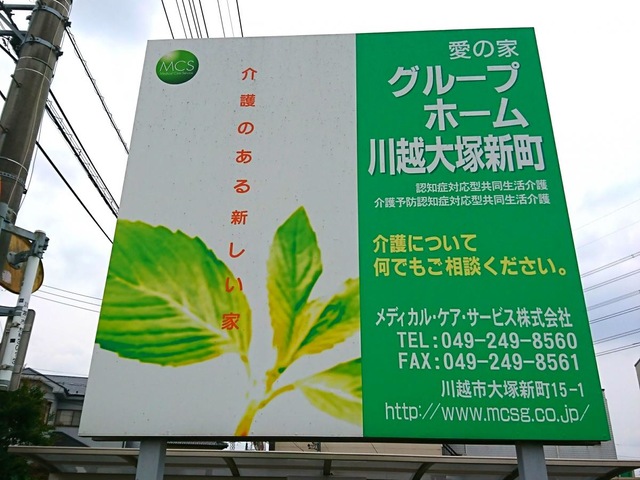 MCS
介護のある新しい家
愛の家
グループ
ホーム
川越大塚新町
認知症対応型共同生活介護
介護予防認知症対応型共同生活介護
介護について
何でもご相談ください。
メディカル・ケア・サービス株式会社
TEL:049-249-8560
FAX:049-249-8561
川越市大塚新町15-1
http://www.mcsg.co.jp/